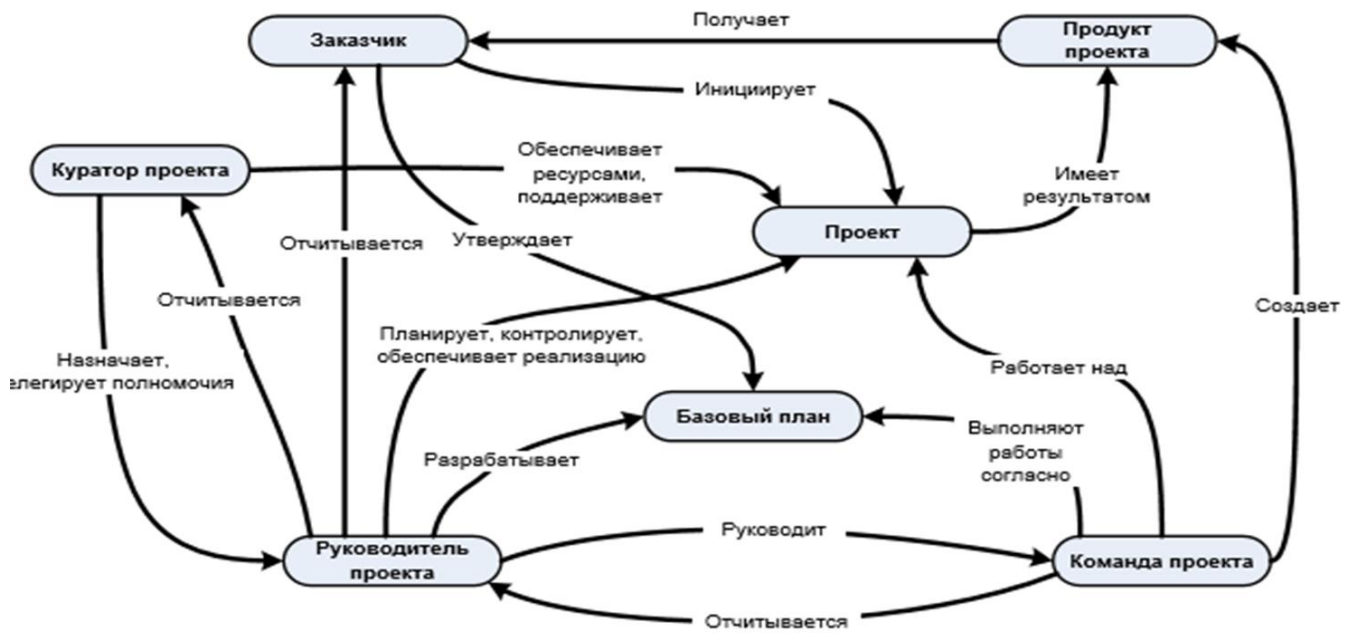 Получает
Заказчик
Продукт
проекта
Инициирует
Куратор проекта
Обеспечивает
ресурсами,
поддерживает
Имеет
результатом
Проект
Отчитывается
Утверждает
Отчитывается
Создает
Планирует, контролирует,
обеспечивает реализацию
Назначает,
елегирует полномочия
Работает над
Базовый план
Выполняют
работы
согласно
Разрабатывает
Руководит
Руководитель
проекта
Команда проекта
Отчитывается